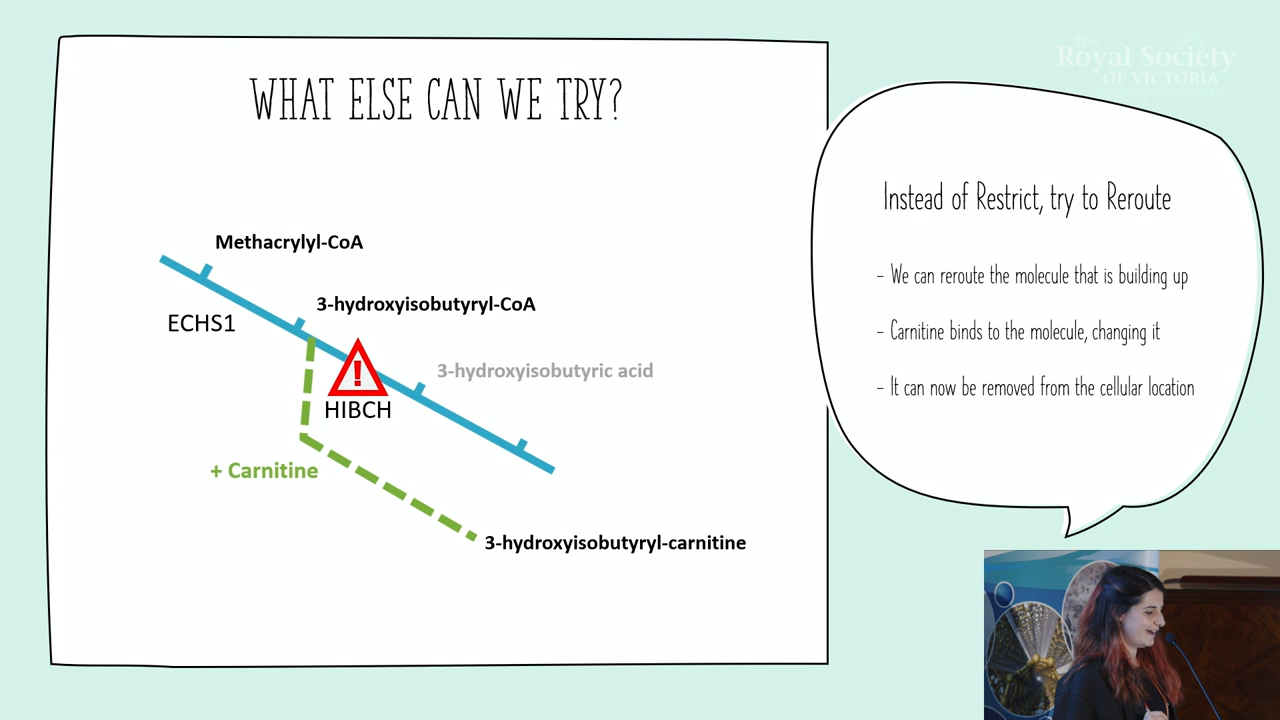 The
Royal Society
OF VICTORIA
WHAT ELSE CAN WE TRY?
Methacrylyl-CoA
3-hydroxyisobutyryl-CoA
ECHS1
3-hydroxyisobutyric acid
!
HIBCH
+ Carnitine
3-hydroxyisobutyryl-carnitine
Instead of Restrict, try to Reroute
- We can reroute the molecule that is building up
- Carnitine binds to the molecule, changing it
- It can now be removed from the cellular location